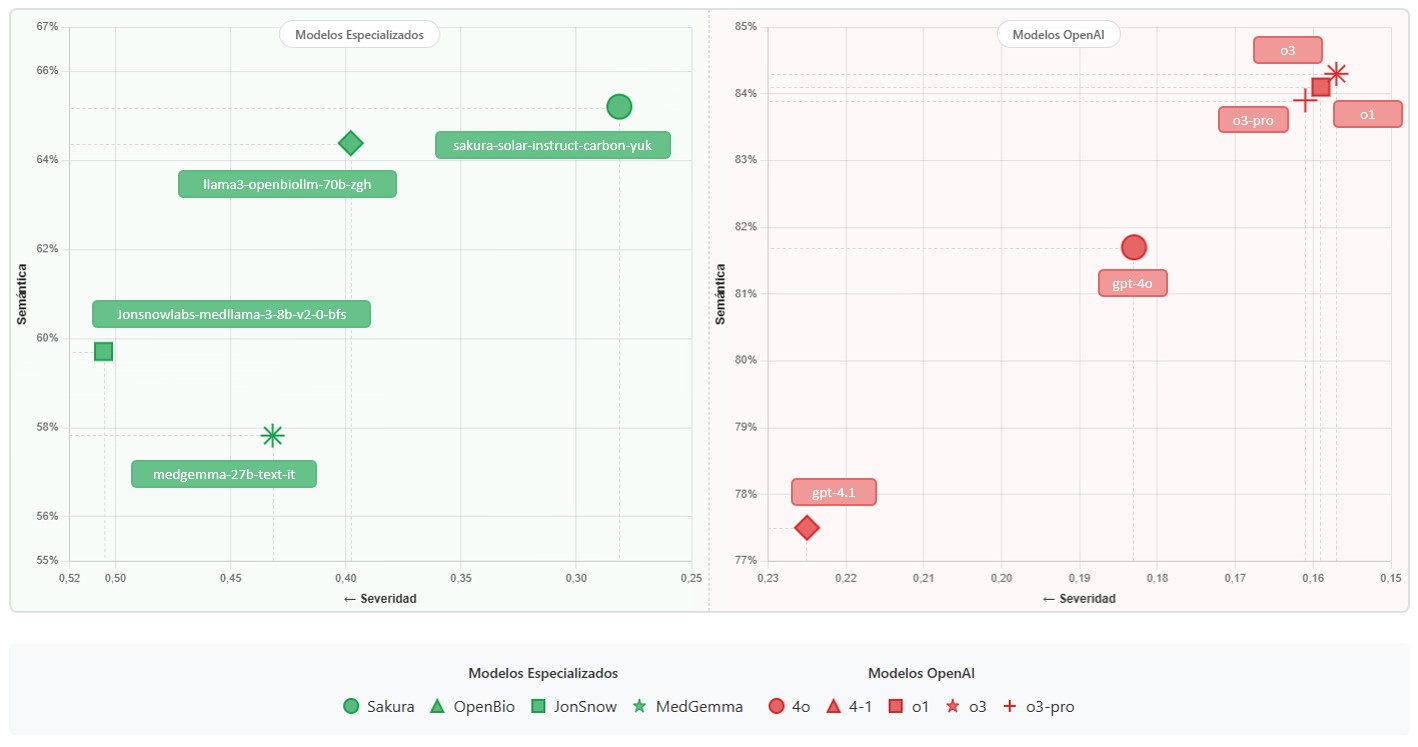 Modelos Especializados
67%
66%
64%
62%
60%
58%
56%
55%
Semántica
sakura-solar-instruct-carbon-yuk
llama3-openbiollm-70b-zgh
Jonsnowlabs-medllama-3-8b-v2-0-bfs
medgemma-27b-text-it
0,52 0,50 0,45 0,40 0,35 0,30 0,25
← Severidad
Modelos OpenAI
85%
84%
83%
82%
81%
80%
79%
78%
77%
Semántica
o3
o1
o3-pro
gpt-4o
gpt-4.1
0,23 0,22 0,21 0,20 0,19 0,18 0,17 0,16 0,15
← Severidad
Modelos Especializados
Sakura OpenBio JonSnow MedGemma
Modelos OpenAI
4o 4-1 o1 o3 o3-pro